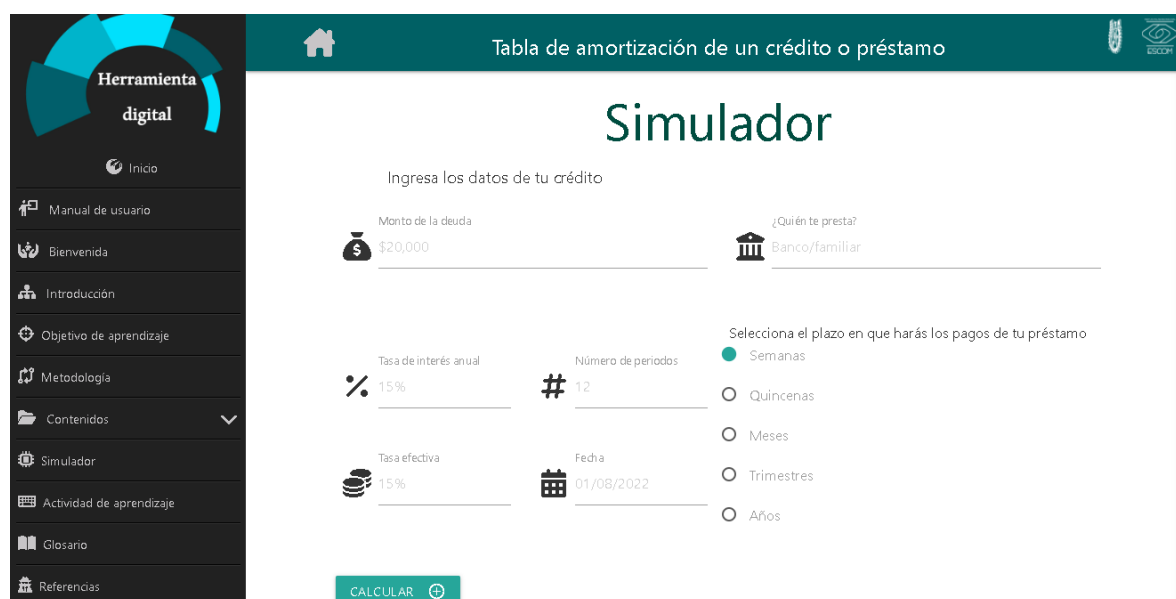 Herramienta
digital
Inicio
Manual de usuario
Bienvenida
Introducción
Objetivo de aprendizaje
Metodología
Contenidos
Simulador
Actividad de aprendizaje
Glosario
Referencias
Tabla de amortización de un crédito o préstamo
ESCOM
Simulador
Ingresa los datos de tu crédito
Monto de la deuda
$20,000
¿Quién te presta?
Banco/familiar
Tasa de interés anual
15%
Número de periodos
12
Tasa efectiva
15%
Fecha
01/08/2022
Selecciona el plazo en que harás los pagos de tu préstamo
Semanas
Quincenas
Meses
Trimestres
Años
CALCULAR